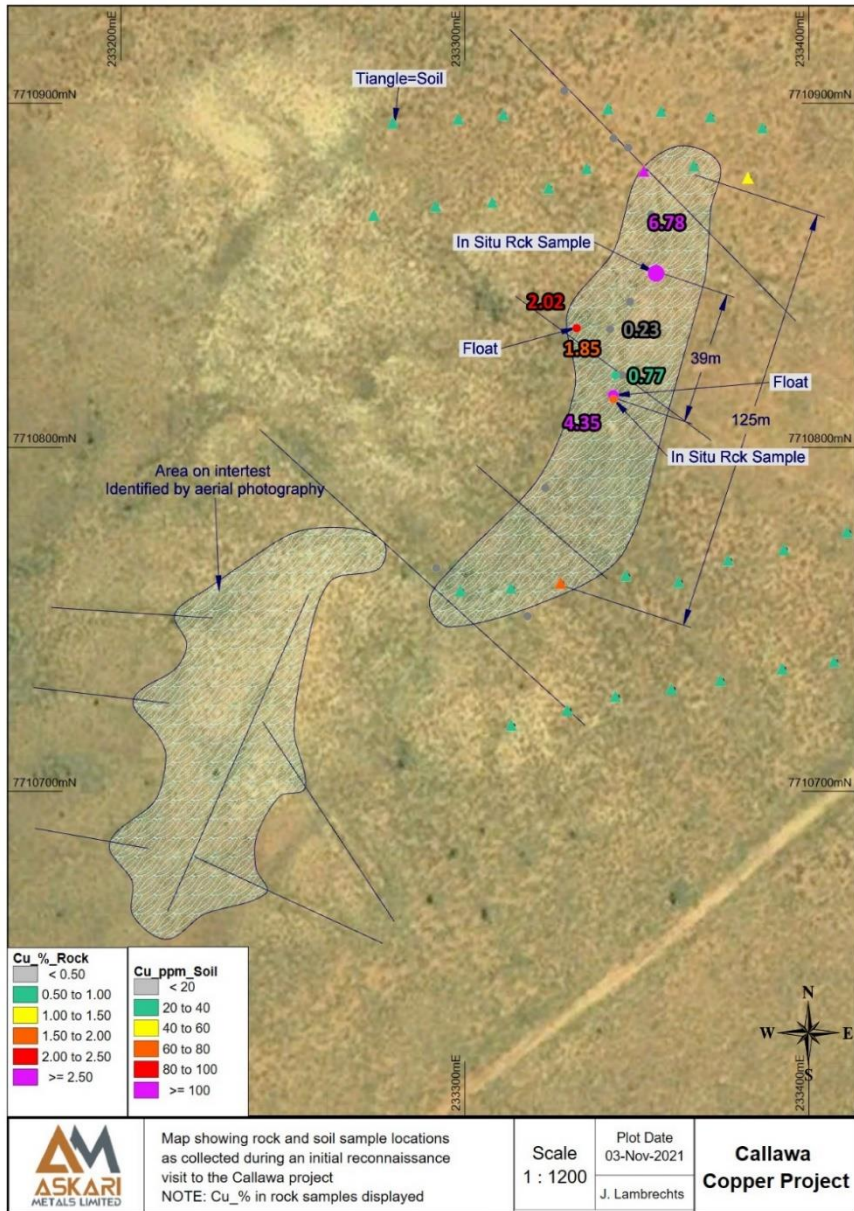 233200mE
233300mE
233400mE
7710900mN
7710900mN
Tiangle=Soil
6.78
In Situ Rck Sample
2.02
0.23
Float
1.85
39m
0.77
Float
125m
4.35
7710800mN
7710800mN
In Situ Rck Sample
Area on intertest
Identified by aerial photography
7710700mN
7710700mN
Cu_%_Rock
< 0.50
0.50 to 1.00
1.00 to 1.50
1.50 to 2.00
2.00 to 2.50
>= 2.50
Cu_ppm_Soil
< 20
20 to 40
40 to 60
60 to 80
80 to 100
>= 100
233300mE
233400mE
N
W
E
S
AM
ASKARI
METALS LIMITED
Map showing rock and soil sample locations
as collected during an initial reconnaissance
visit to the Callawa project
NOTE: Cu_% in rock samples displayed
Scale
1 : 1200
Plot Date
03-Nov-2021
J. Lambrechts
Callawa
Copper Project